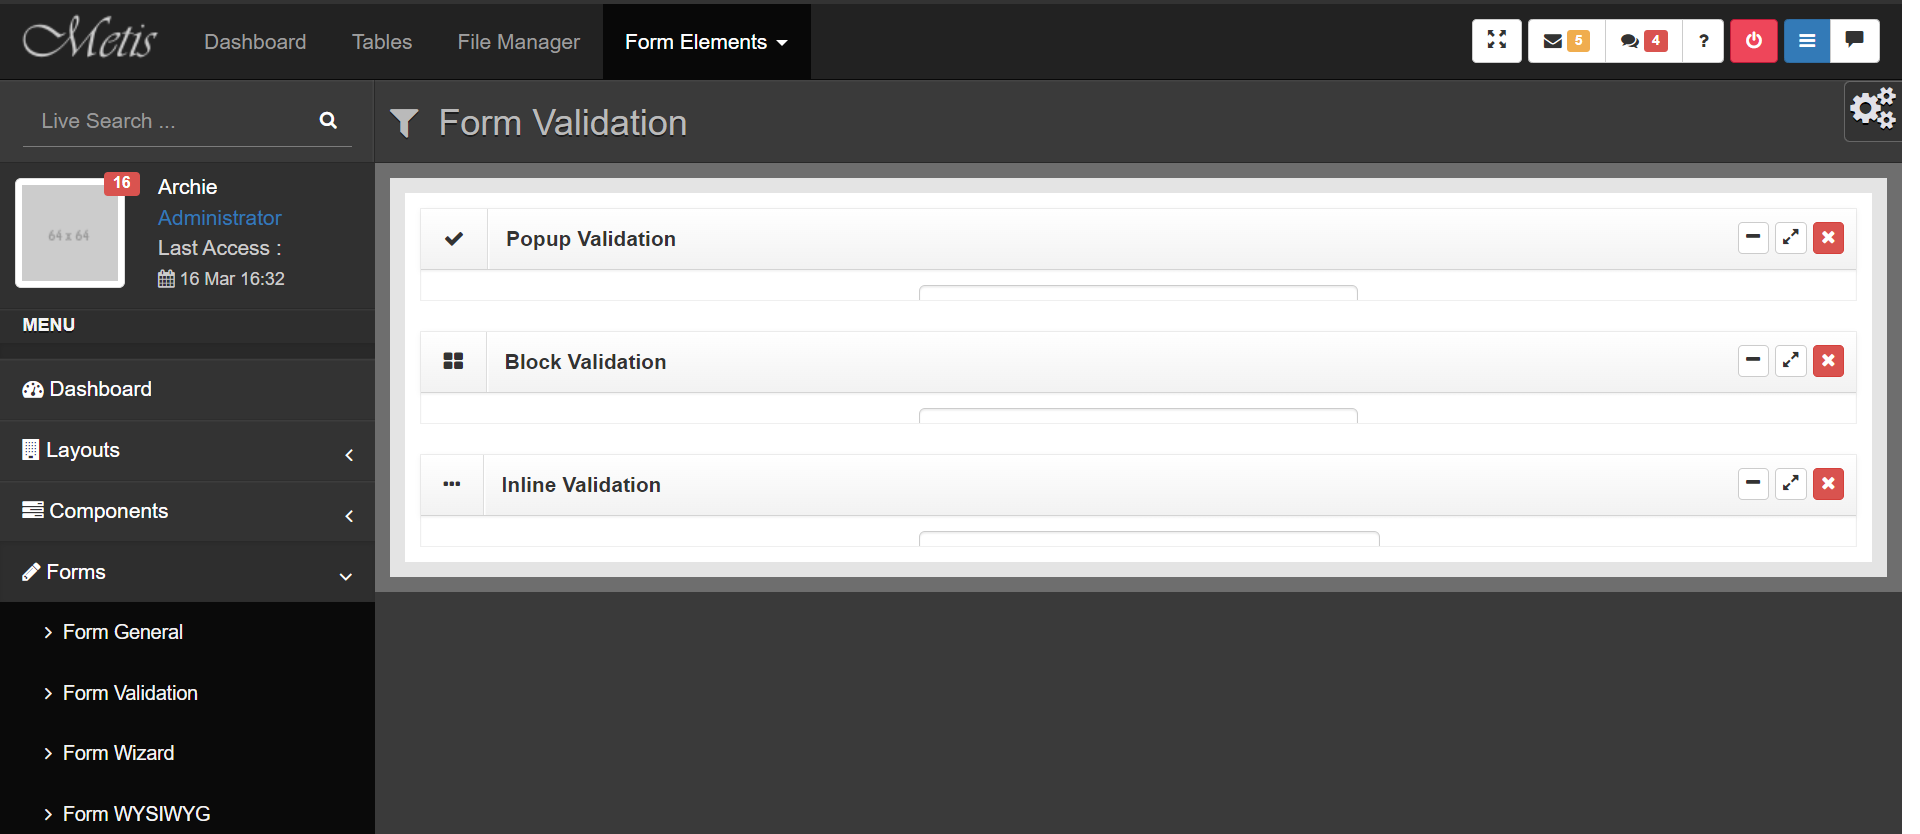 Metis
Dashboard
Tables
File Manager
Form Elements
5
4
?
Live Search ...
Form Validation
64 x 64
16
Archie
Administrator
Last Access :
16 Mar 16:32
MENU
Dashboard
Layouts
Components
Forms
Form General
Form Validation
Form Wizard
Form WYSIWYG
Popup Validation
Block Validation
Inline Validation